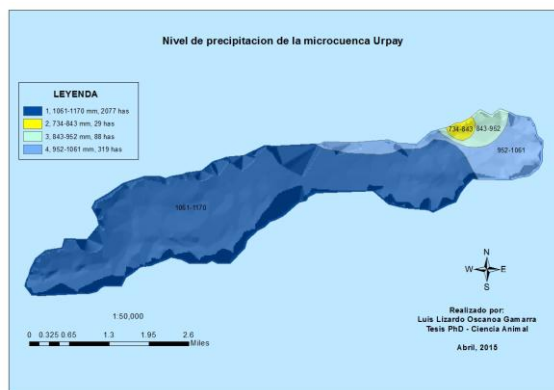 Nivel de precipitacion de la microcuenca Urpay
LEYENDA
1, 1061-1170 mm, 2077 has
2, 734-843 mm, 29 has
3, 843-952 mm, 88 has
4, 952-1061 mm, 319 has
734-843
843-952
952-1061
1061-1170
N
W
E
S
1:50,000
0 0.325 0.65 1.3 1.95 2.6
Miles
Realizado por:
Luis Lizardo Oscanoa Gamarra
Tesis PhD - Ciencia Animal
Abril, 2015